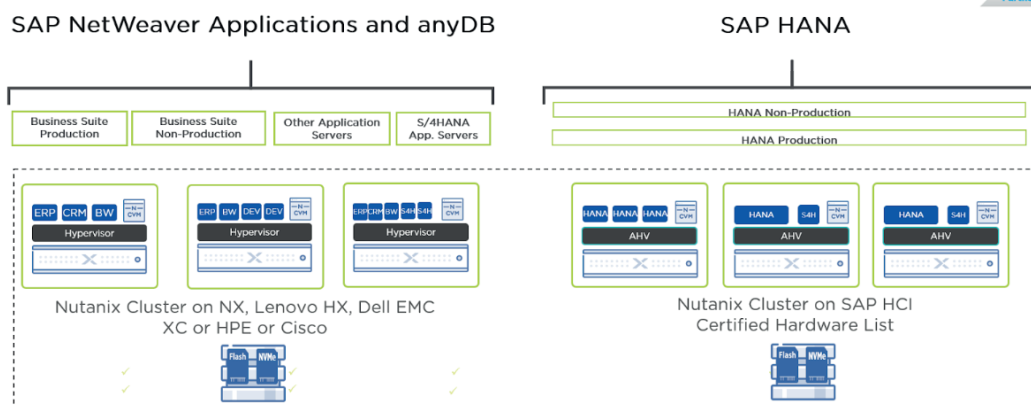 SAP NetWeaver Applications and anyDB
SAP HANA
Business Suite
Production
Business Suite
Non-Production
Other Application
Servers
S/4HANA
App. Servers
HANA Non-Production
HANA Production
ERP CRM BW N CVM
Hypervisor
ERP BW DEV DEV N CVM
Hypervisor
ERP CRM BW S4H S4H N CVM
Hypervisor
HANA HANA HANA N CVM
AHV
HANA S4H N CVM
AHV
HANA S4H N CVM
AHV
Nutanix Cluster on NX, Lenovo HX, Dell EMC
XC or HPE or Cisco
Nutanix Cluster on SAP HCI
Certified Hardware List
Flash NVMe
Flash NVMe